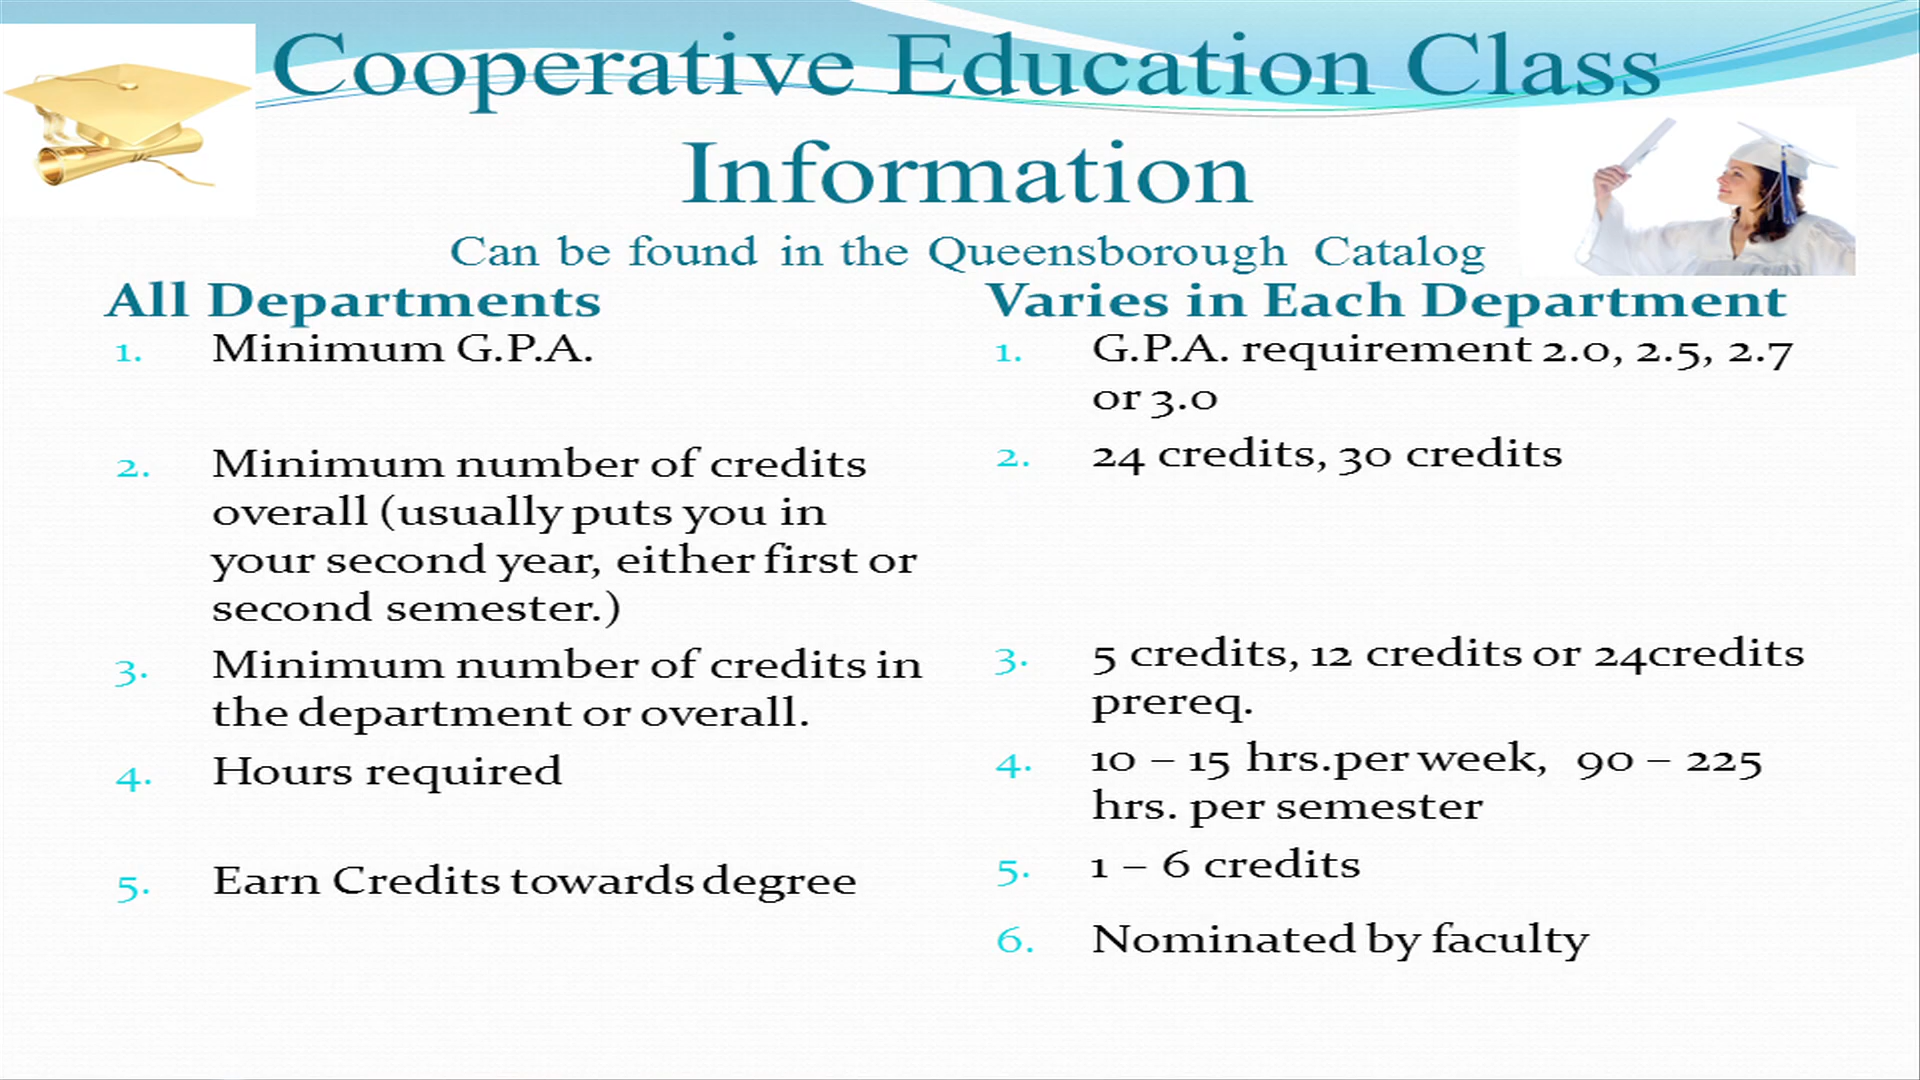 Cooperative Education Class
Information
Can be found in the Queensborough Catalog
All Departments
1. Minimum G.P.A.
2. Minimum number of credits
overall (usually puts you in
your second year, either first or
second semester.)
3. Minimum number of credits in
the department or overall.
4. Hours required
5. Earn Credits towards degree
Varies in Each Department
1. G.P.A. requirement 2.0, 2.5, 2.7
or 3.0
2. 24 credits, 30 credits
3. 5 credits, 12 credits or 24credits
prereq.
4. 10 – 15 hrs.per week, 90 – 225
hrs. per semester
5. 1 – 6 credits
6. Nominated by faculty